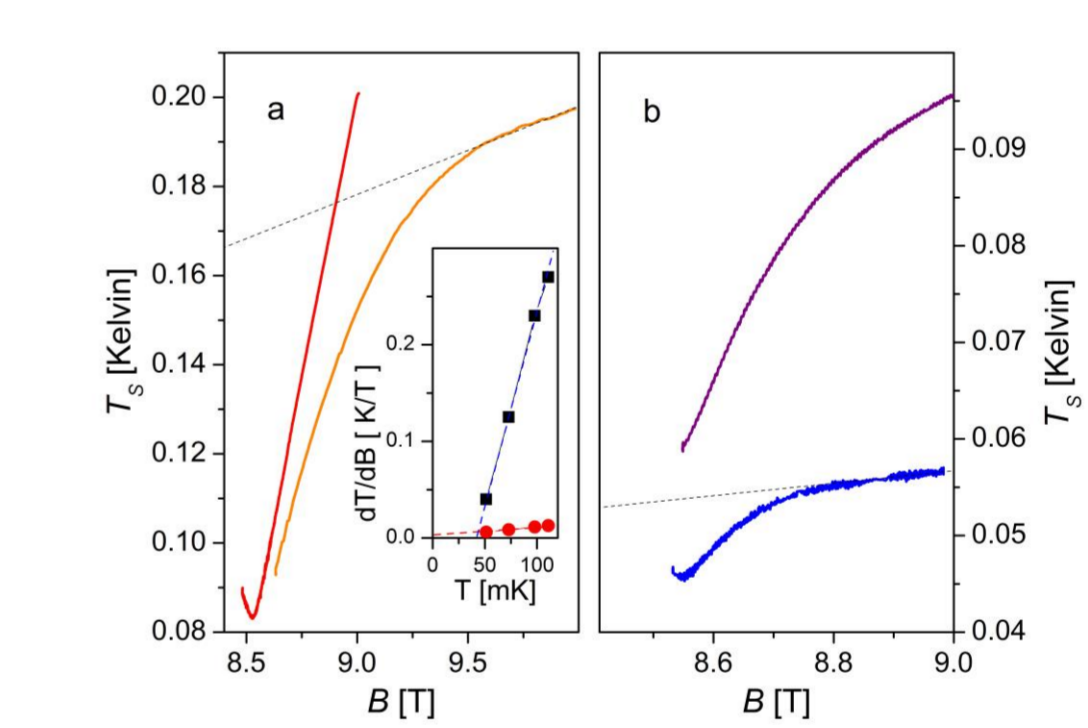 a
T_S [Kelvin]
0.20
0.18
0.16
0.14
0.12
0.10
0.08
8.5 9.0 9.5
B [T]
dT/dB [ K/T ]
0.2
0.1
0.0
0 50 100
T [mK]
b
0.09
0.08
0.07
0.06
0.05
0.04
T_S [Kelvin]
8.6 8.8 9.0
B [T]